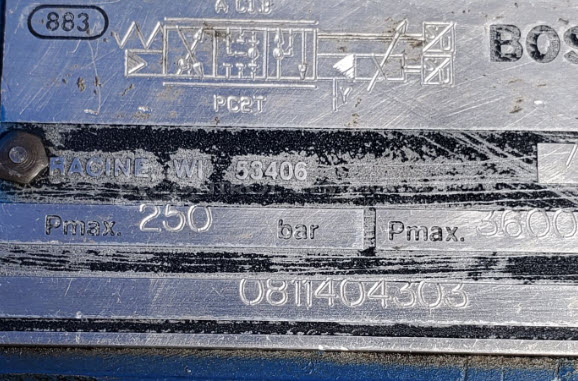 883
BOS
PC2T
RACINE, WI 53406
Pmax. 250 bar Pmax. 3600
0811404303